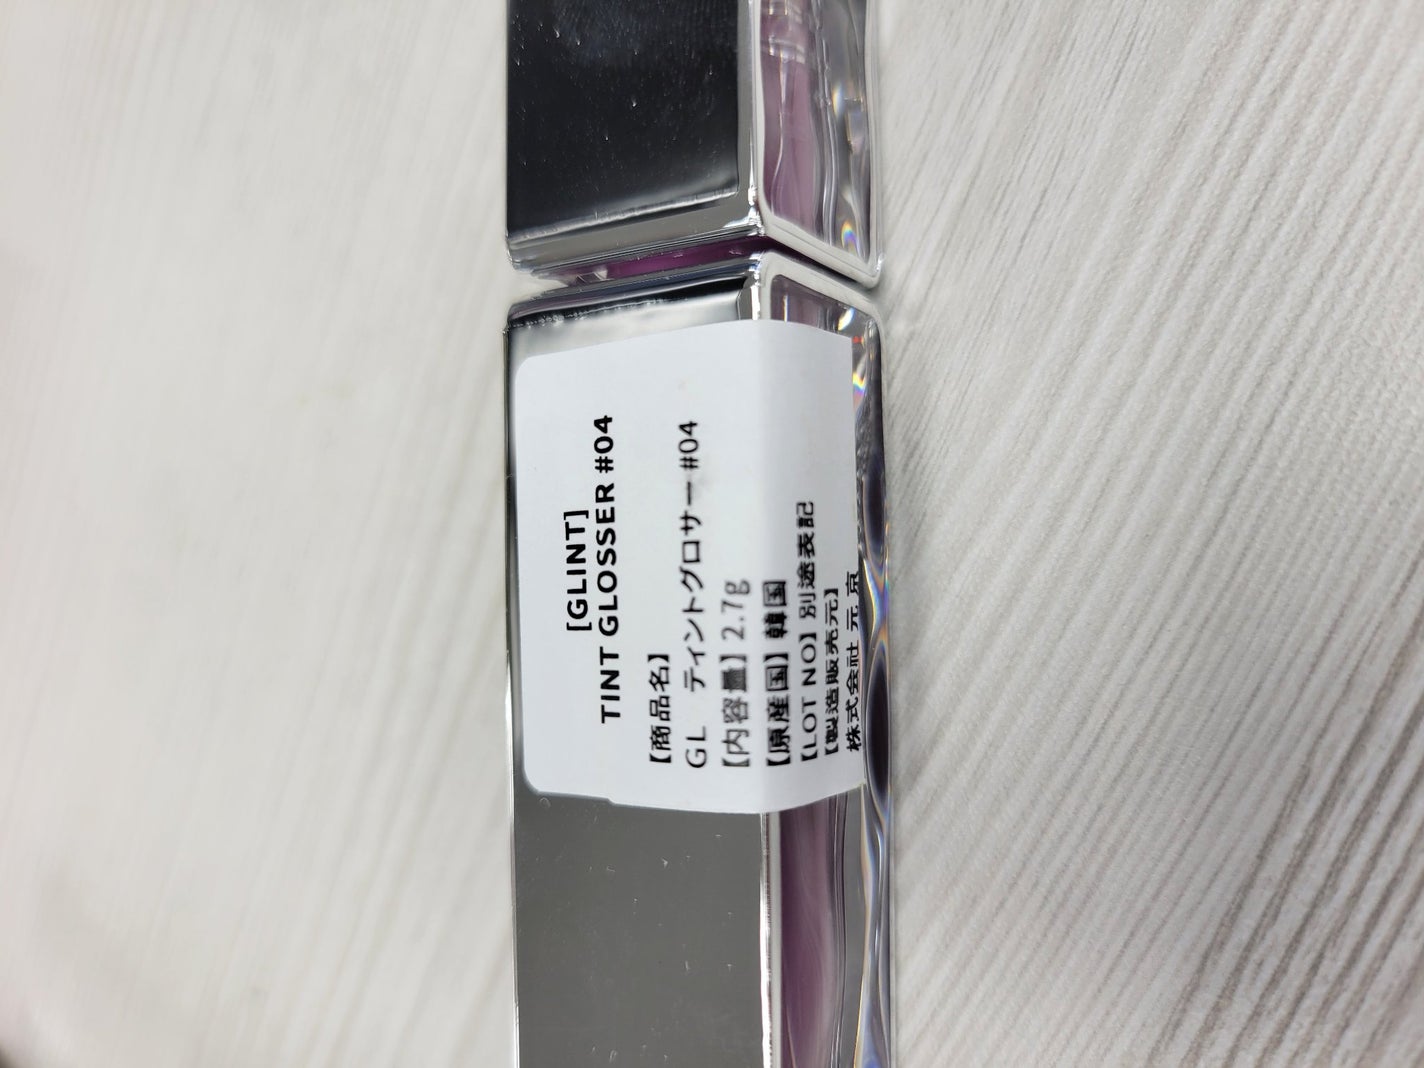 [GLINT]
TINT GLOSSER #04
【商品名】
GL ティントグロサー #04
【内容量】2.7g
【原産国】韓国
【LOT NO】別途表記
【製造販売元】
株式会社 元 京